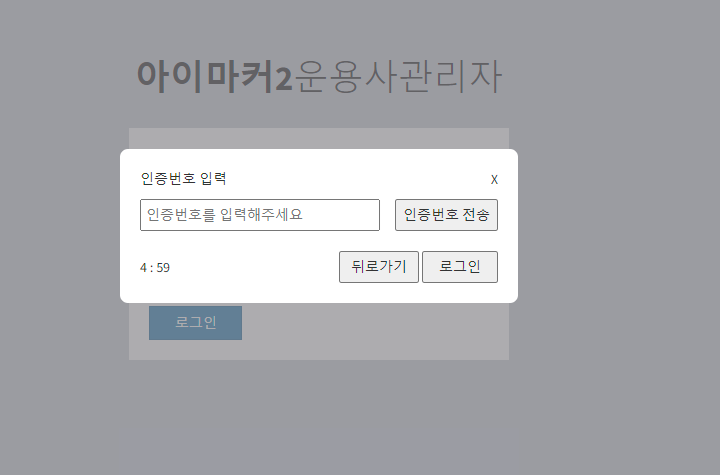 아이마커2운용사관리자
인증번호 입력 X
인증번호를 입력해주세요 인증번호 전송
4 : 59 뒤로가기 로그인
로그인